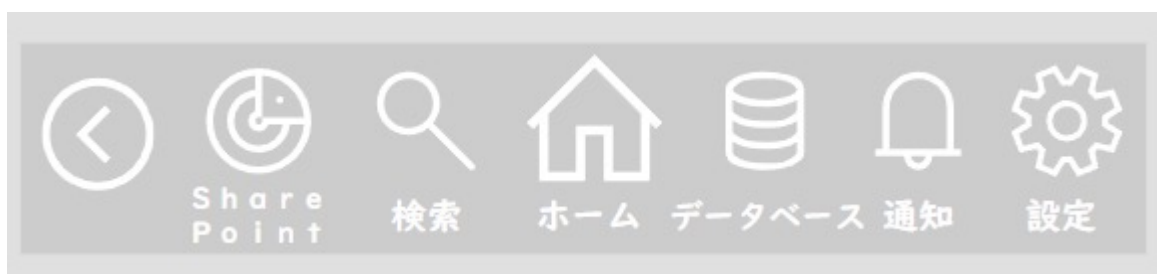 Share
Point
検索
ホーム
データベース
通知
設定